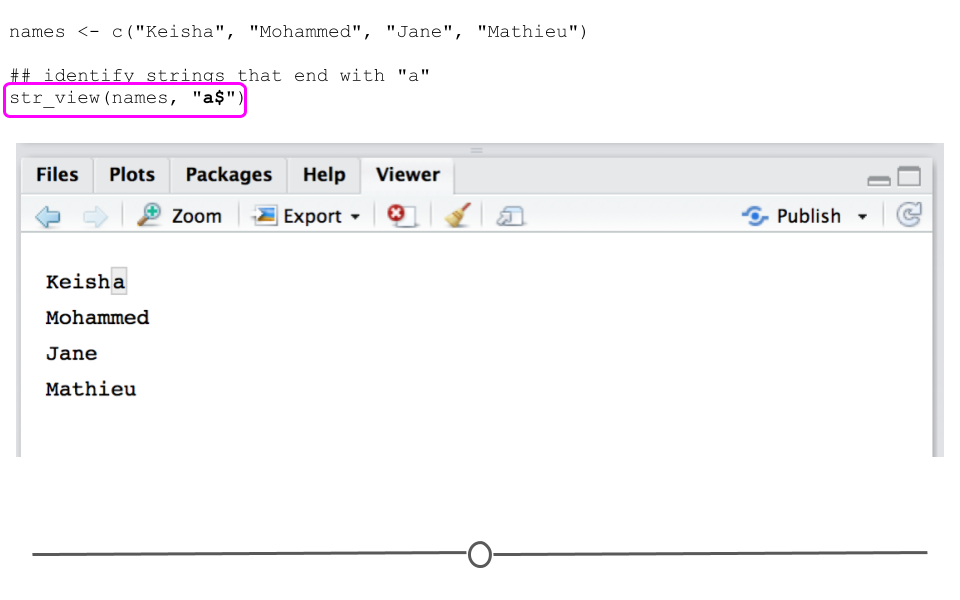 names <- c("Keisha", "Mohammed", "Jane", "Mathieu")
## identify strings that end with "a"
str_view(names, "a$")
Files Plots Packages Help Viewer
Zoom Export Publish
Keisha
Mohammed
Jane
Mathieu